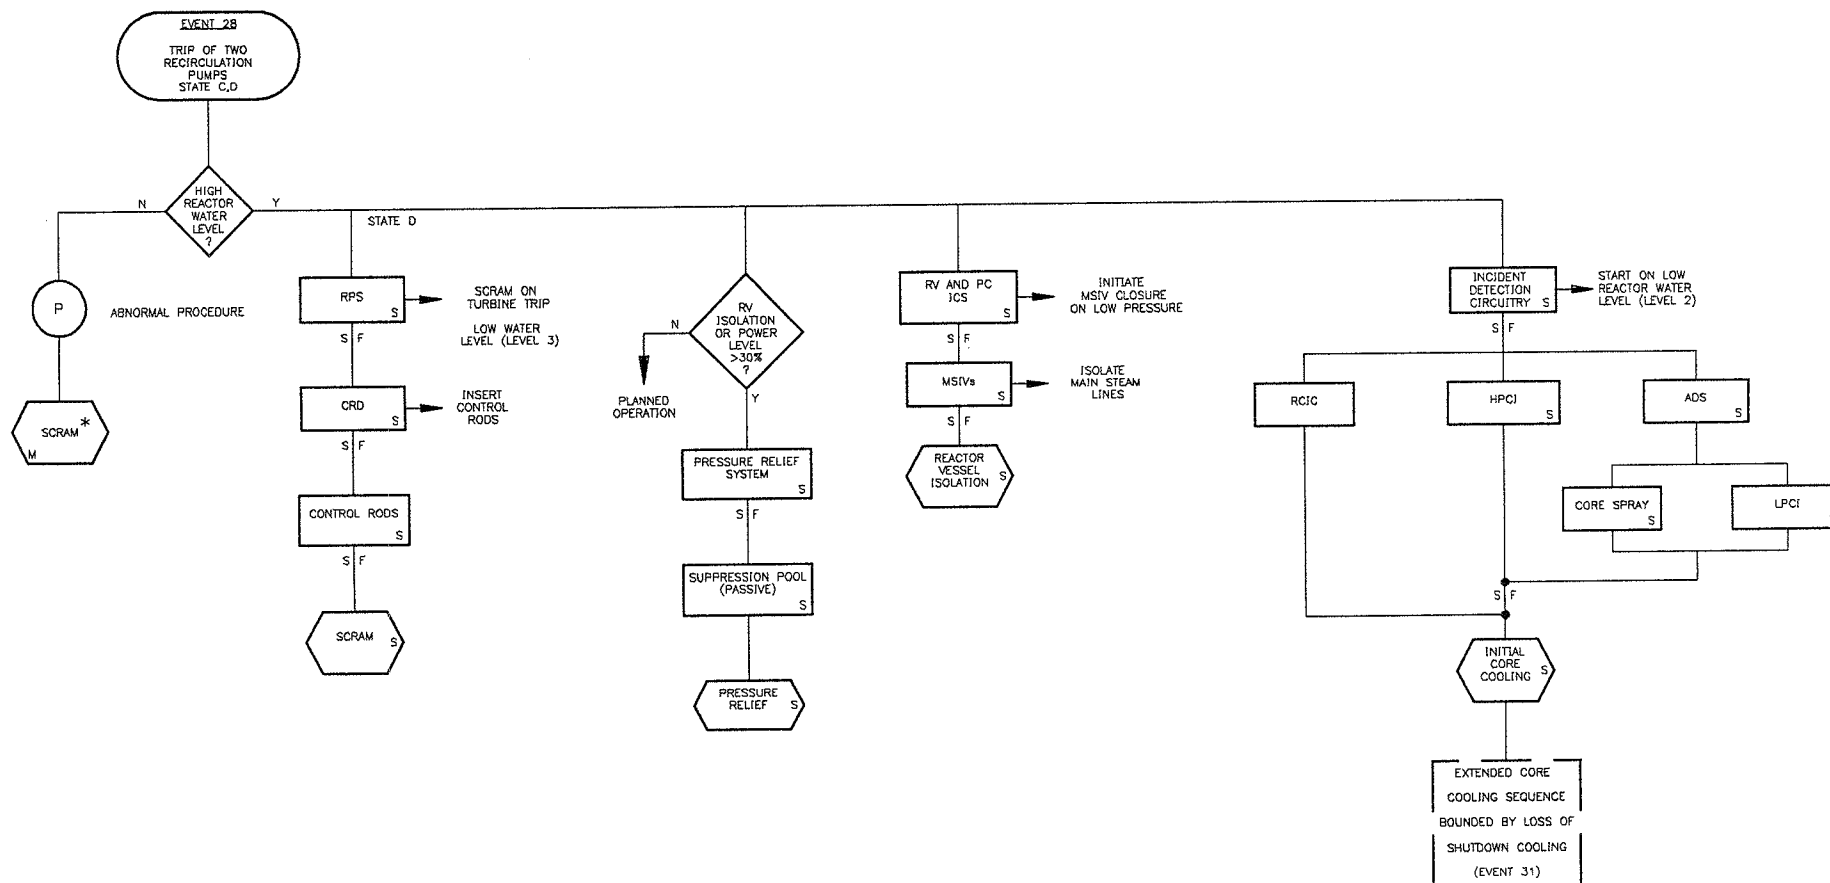 EVENT 28
TRIP OF TWO
RECIRCULATION
PUMPS
STATE C,D
HIGH
REACTOR
WATER
LEVEL
?
N
Y
STATE D
P
ABNORMAL PROCEDURE
SCRAM *
M
RPS
S
SCRAM ON
TURBINE TRIP
LOW WATER
LEVEL (LEVEL 3)
S F
CRD
S
INSERT
CONTROL
RODS
S F
CONTROL RODS
S
S F
SCRAM
S
RV
ISOLATION
OR POWER
LEVEL
>30%
?
N
Y
PLANNED
OPERATION
PRESSURE RELIEF
SYSTEM
S
S F
SUPPRESSION POOL
(PASSIVE)
S
PRESSURE
RELIEF
S
RV AND PC
ICS
S
INITIATE
MSIV CLOSURE
ON LOW PRESSURE
S F
MSIVs
S
ISOLATE
MAIN STEAM
LINES
S F
REACTOR
VESSEL
ISOLATION
S
INCIDENT
DETECTION
CIRCUITRY
S
START ON LOW
REACTOR WATER
LEVEL (LEVEL 2)
S F
RCIC
HPCI
S
ADS
S
CORE SPRAY
S
LPCI
S F
INITIAL
CORE
COOLING
S
EXTENDED CORE
COOLING SEQUENCE
BOUNDED BY LOSS OF
SHUTDOWN COOLING
(EVENT 31)